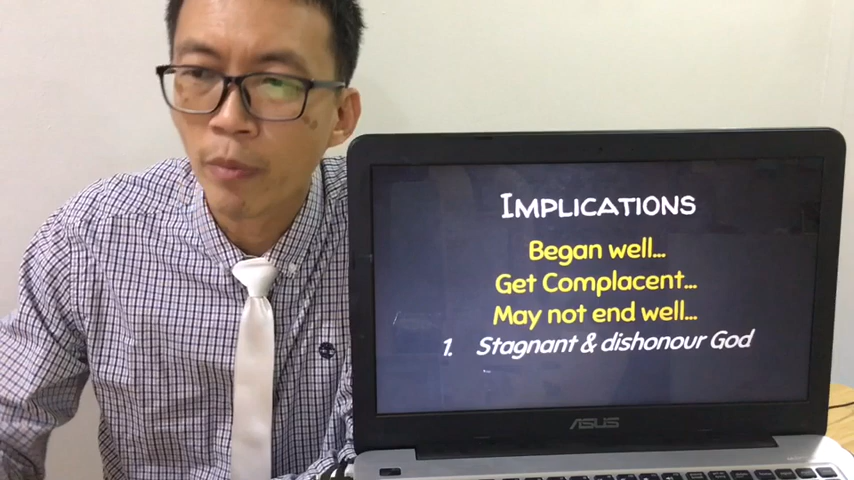 IMPLICATIONS
Began well...
Get Complacent...
May not end well...
1. Stagnant & dishonour God
ASUS